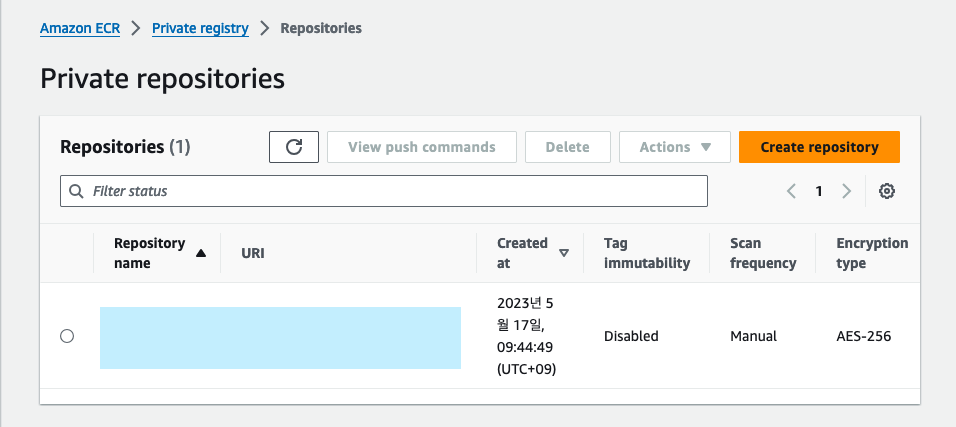 Amazon ECR > Private registry > Repositories
Private repositories
Repositories (1)
View push commands
Delete
Actions
Create repository
Filter status
1
Repository
name
URI
Created
at
Tag
immutability
Scan
frequency
Encryption
type
2023년 5
월 17일,
09:44:49
(UTC+09)
Disabled
Manual
AES-256